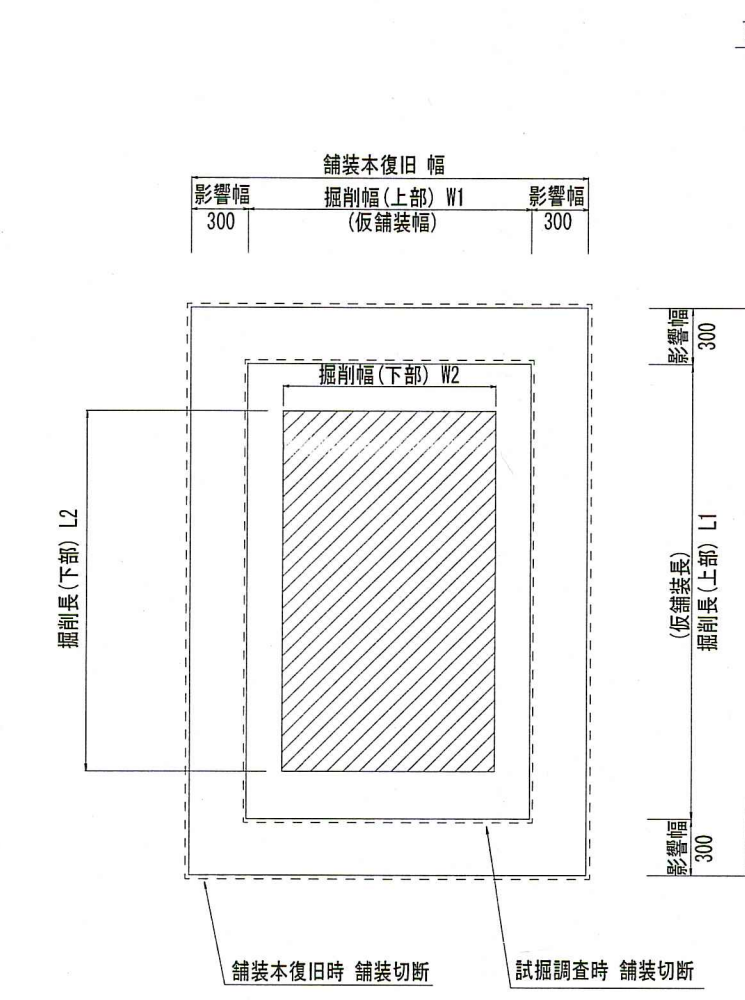 舗装本復旧 幅
影響幅 掘削幅(上部) W1 影響幅
300 (仮舗装幅) 300
影響幅
300
掘削幅(下部) W2
掘削長(下部) L2
(仮舗装長)
掘削長(上部) L1
影響幅
300
舗装本復旧時 舗装切断
試掘調査時 舗装切断